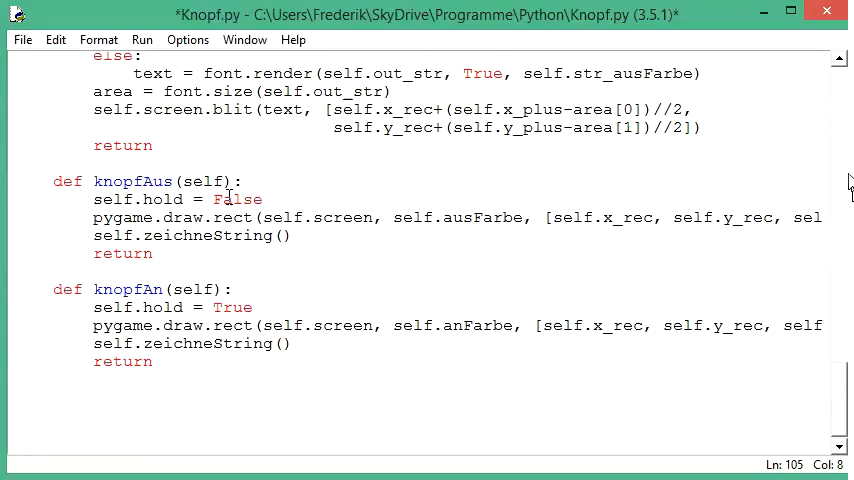 *Knopf.py - C:\Users\Frederik\SkyDrive\Programme\Python\Knopf.py (3.5.1)*
File Edit Format Run Options Window Help
else:
text = font.render(self.out_str, True, self.str_ausFarbe)
area = font.size(self.out_str)
self.screen.blit(text, [self.x_rec+(self.x_plus-area[0])//2,
self.y_rec+(self.y_plus-area[1])//2])
return
def knopfAus(self):
self.hold = False
pygame.draw.rect(self.screen, self.ausFarbe, [self.x_rec, self.y_rec, sel
self.zeichneString()
return
def knopfAn(self):
self.hold = True
pygame.draw.rect(self.screen, self.anFarbe, [self.x_rec, self.y_rec, self
self.zeichneString()
return
Ln: 105 Col: 8